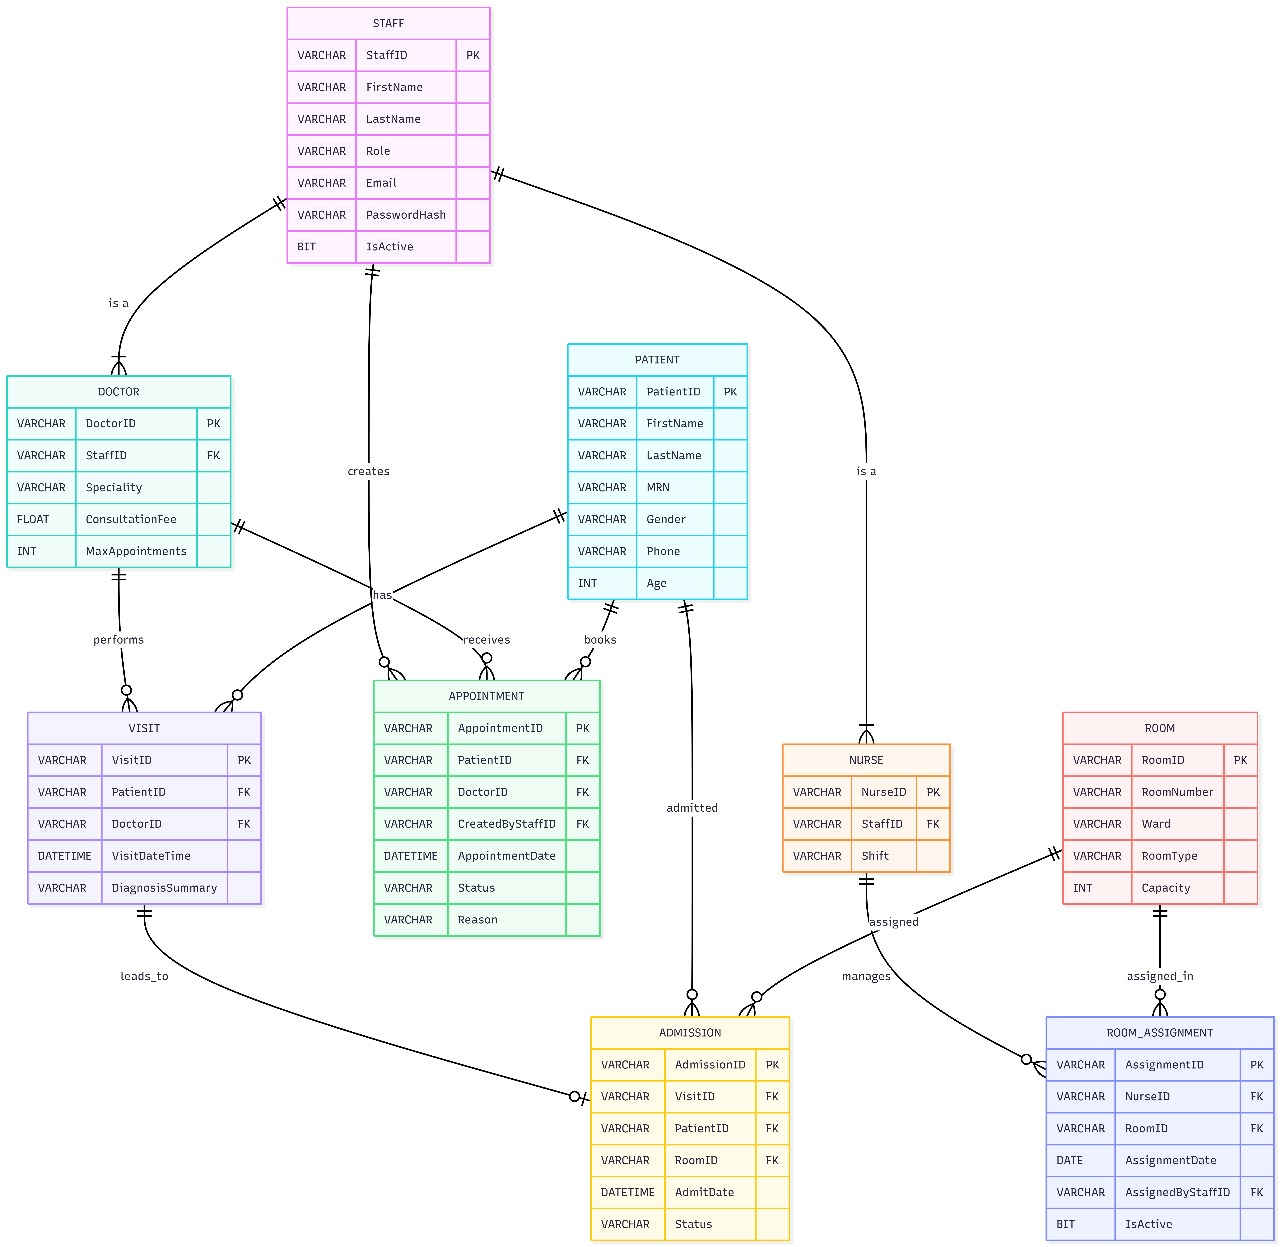 STAFF
VARCHAR StaffID PK
VARCHAR FirstName
VARCHAR LastName
VARCHAR Role
VARCHAR Email
VARCHAR PasswordHash
BIT IsActive
is a
creates
is a
DOCTOR
VARCHAR DoctorID PK
VARCHAR StaffID FK
VARCHAR Speciality
FLOAT ConsultationFee
INT MaxAppointments
PATIENT
VARCHAR PatientID PK
VARCHAR FirstName
VARCHAR LastName
VARCHAR MRN
VARCHAR Gender
VARCHAR Phone
INT Age
has
performs
receives
books
admitted
VISIT
VARCHAR VisitID PK
VARCHAR PatientID FK
VARCHAR DoctorID FK
DATETIME VisitDateTime
VARCHAR DiagnosisSummary
APPOINTMENT
VARCHAR AppointmentID PK
VARCHAR PatientID FK
VARCHAR DoctorID FK
VARCHAR CreatedByStaffID FK
DATETIME AppointmentDate
VARCHAR Status
VARCHAR Reason
NURSE
VARCHAR NurseID PK
VARCHAR StaffID FK
VARCHAR Shift
ROOM
VARCHAR RoomID PK
VARCHAR RoomNumber
VARCHAR Ward
VARCHAR RoomType
INT Capacity
assigned
leads_to
manages
assigned_in
ADMISSION
VARCHAR AdmissionID PK
VARCHAR VisitID FK
VARCHAR PatientID FK
VARCHAR RoomID FK
DATETIME AdmitDate
VARCHAR Status
ROOM_ASSIGNMENT
VARCHAR AssignmentID PK
VARCHAR NurseID FK
VARCHAR RoomID FK
DATE AssignmentDate
VARCHAR AssignedByStaffID FK
BIT IsActive